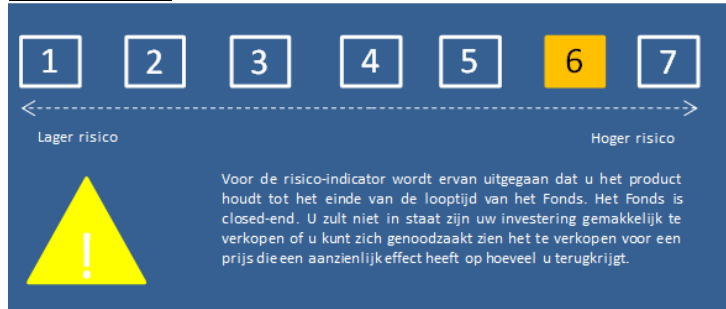 1 2 3 4 5 6 7
Lager risico Hoger risico
!
Voor de risico-indicator wordt ervan uitgegaan dat u het product
houdt tot het einde van de looptijd van het Fonds. Het Fonds is
closed-end. U zult niet in staat zijn uw investering gemakkelijk te
verkopen of u kunt zich genoodzaakt zien het te verkopen voor een
prijs die een aanzienlijk effect heeft op hoeveel u terugkrijgt.